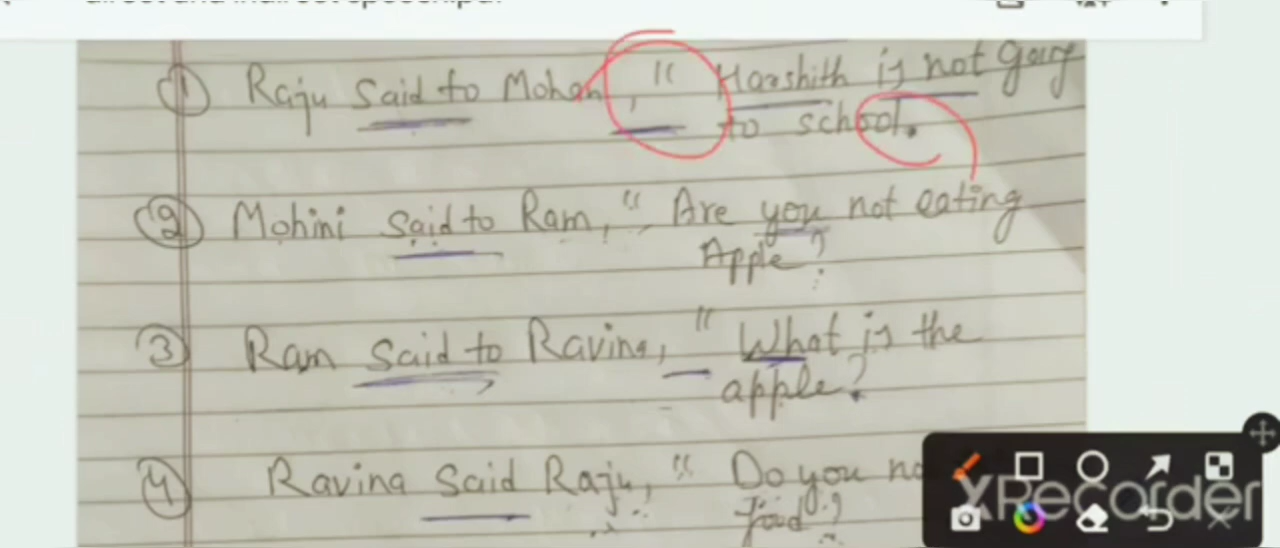 ① Raju said to Mohan, " Harshith is not going
to school.
② Mohini said to Ram, " Are you not eating
Apple?
③ Ram said to Ravina, " What is the
apple?
④ Ravina said Raju, " Do you
food?
XRecorder